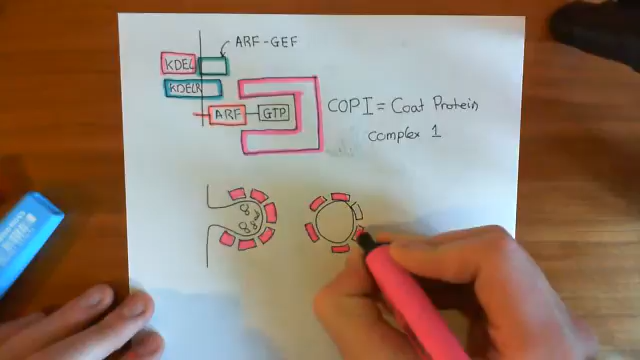 ARF-GEF
KDEL
KDELR
ARF
GTP
COPI = Coat Protein
complex 1